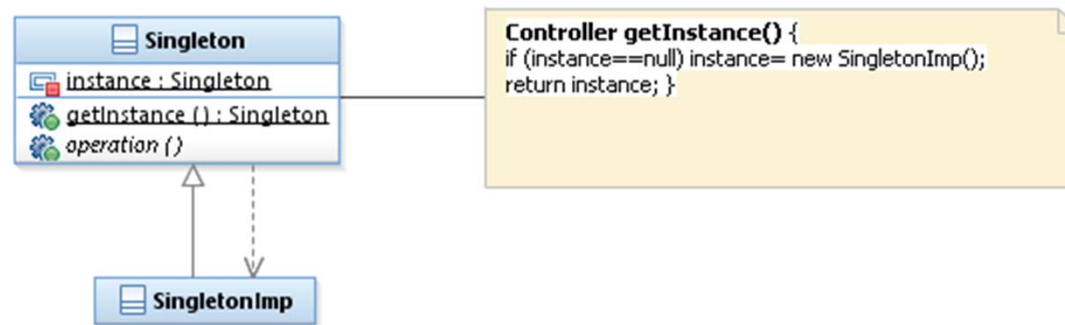 Singleton
instance : Singleton
getInstance () : Singleton
operation ()
Controller getInstance() {
if (instance==null) instance= new SingletonImp();
return instance; }
SingletonImp